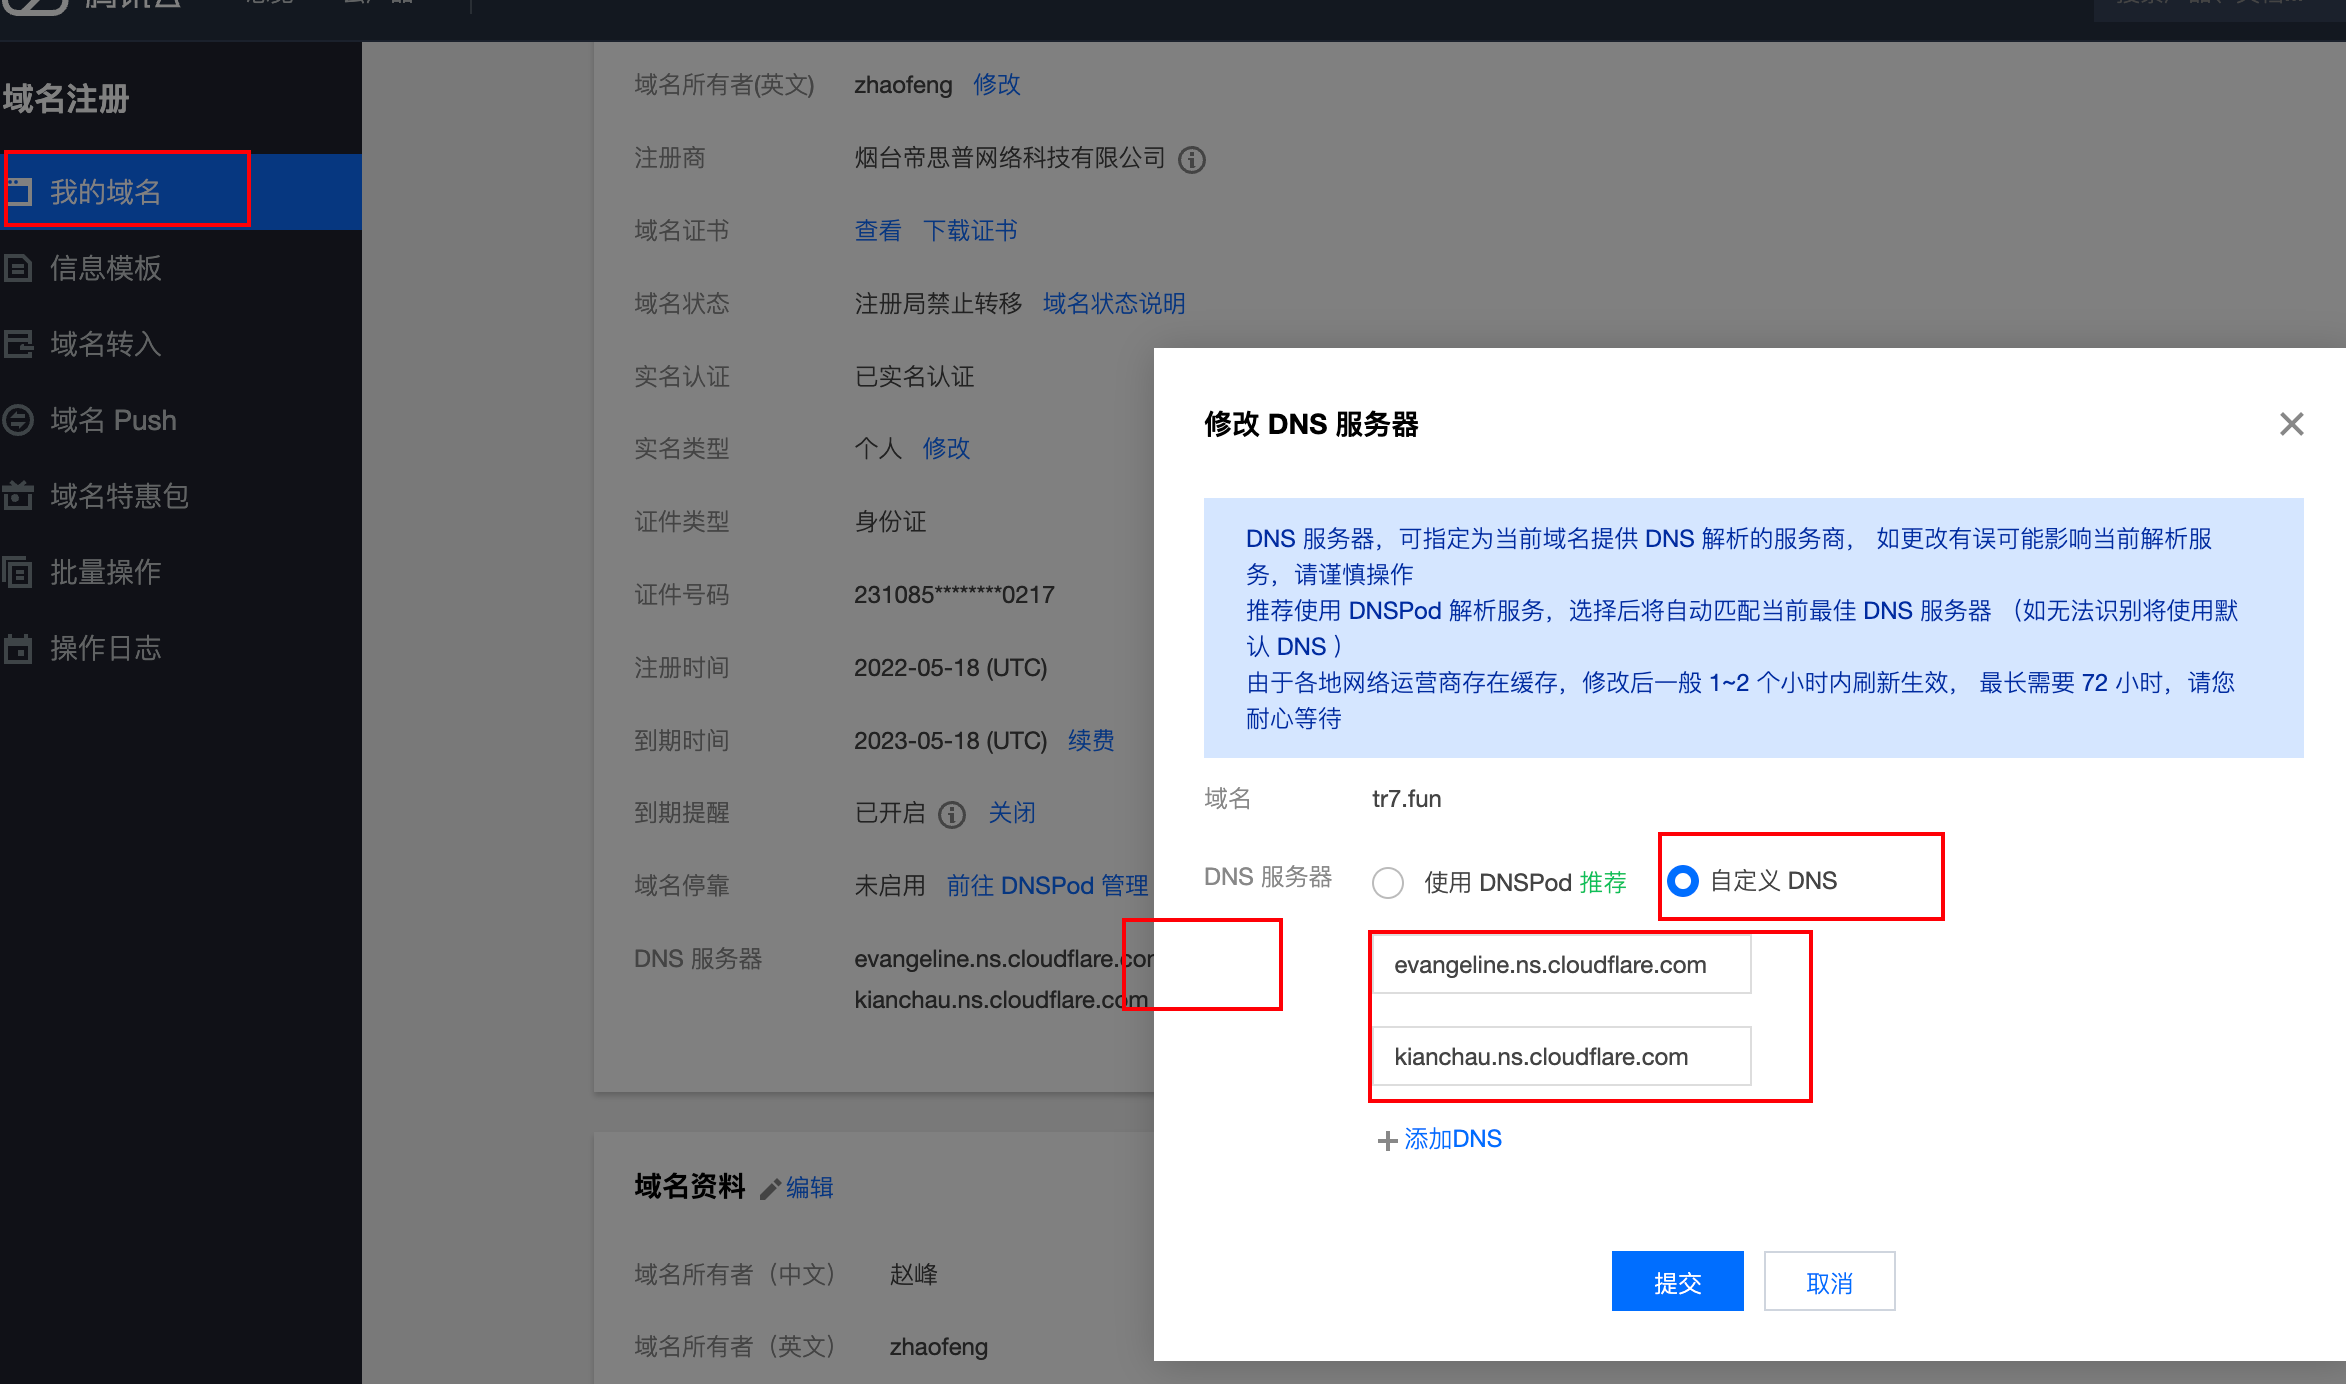 腾讯云
域名注册
我的域名
信息模板
域名转入
域名 Push
域名特惠包
批量操作
操作日志
域名所有者(英文) zhaofeng 修改
注册商 烟台帝思普网络科技有限公司
域名证书 查看 下载证书
域名状态 注册局禁止转移 域名状态说明
实名认证 已实名认证
实名类型 个人 修改
证件类型 身份证
证件号码 231085********0217
注册时间 2022-05-18 (UTC)
到期时间 2023-05-18 (UTC) 续费
到期提醒 已开启 关闭
域名停靠 未启用 前往 DNSPod 管理
DNS 服务器 evangeline.ns.cloudflare.com
kianchau.ns.cloudflare.com
域名资料 编辑
域名所有者（中文） 赵峰
域名所有者（英文） zhaofeng
修改 DNS 服务器
DNS 服务器，可指定为当前域名提供 DNS 解析的服务商， 如更改有误可能影响当前解析服
务，请谨慎操作
推荐使用 DNSPod 解析服务，选择后将自动匹配当前最佳 DNS 服务器 （如无法识别将使用默
认 DNS ）
由于各地网络运营商存在缓存，修改后一般 1~2 个小时内刷新生效， 最长需要 72 小时，请您
耐心等待
域名 tr7.fun
DNS 服务器 使用 DNSPod 推荐 自定义 DNS
evangeline.ns.cloudflare.com
kianchau.ns.cloudflare.com
添加DNS
提交 取消